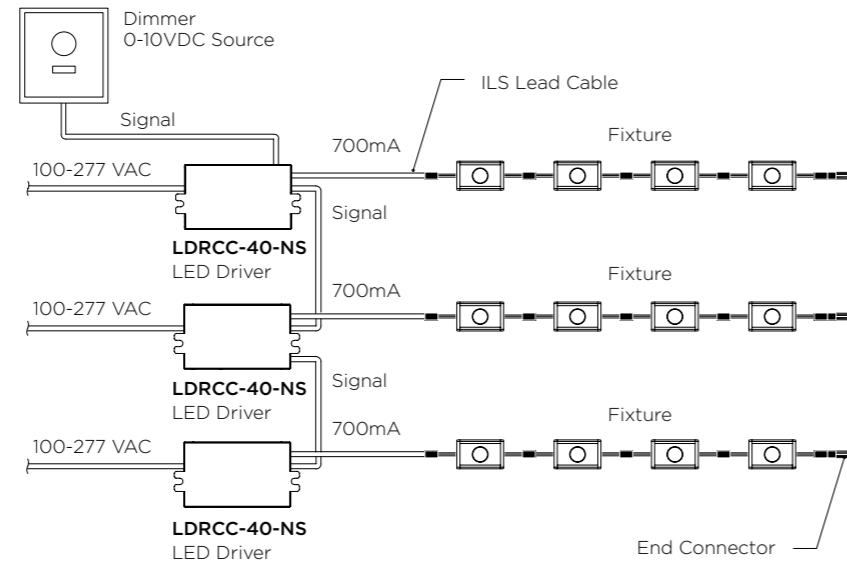 Dimmer
0-10VDC Source
ILS Lead Cable
Signal
700mA
Fixture
100-277 VAC
Signal
LDRCC-40-NS
LED Driver
700mA
Fixture
100-277 VAC
Signal
LDRCC-40-NS
LED Driver
700mA
Fixture
100-277 VAC
LDRCC-40-NS
LED Driver
End Connector